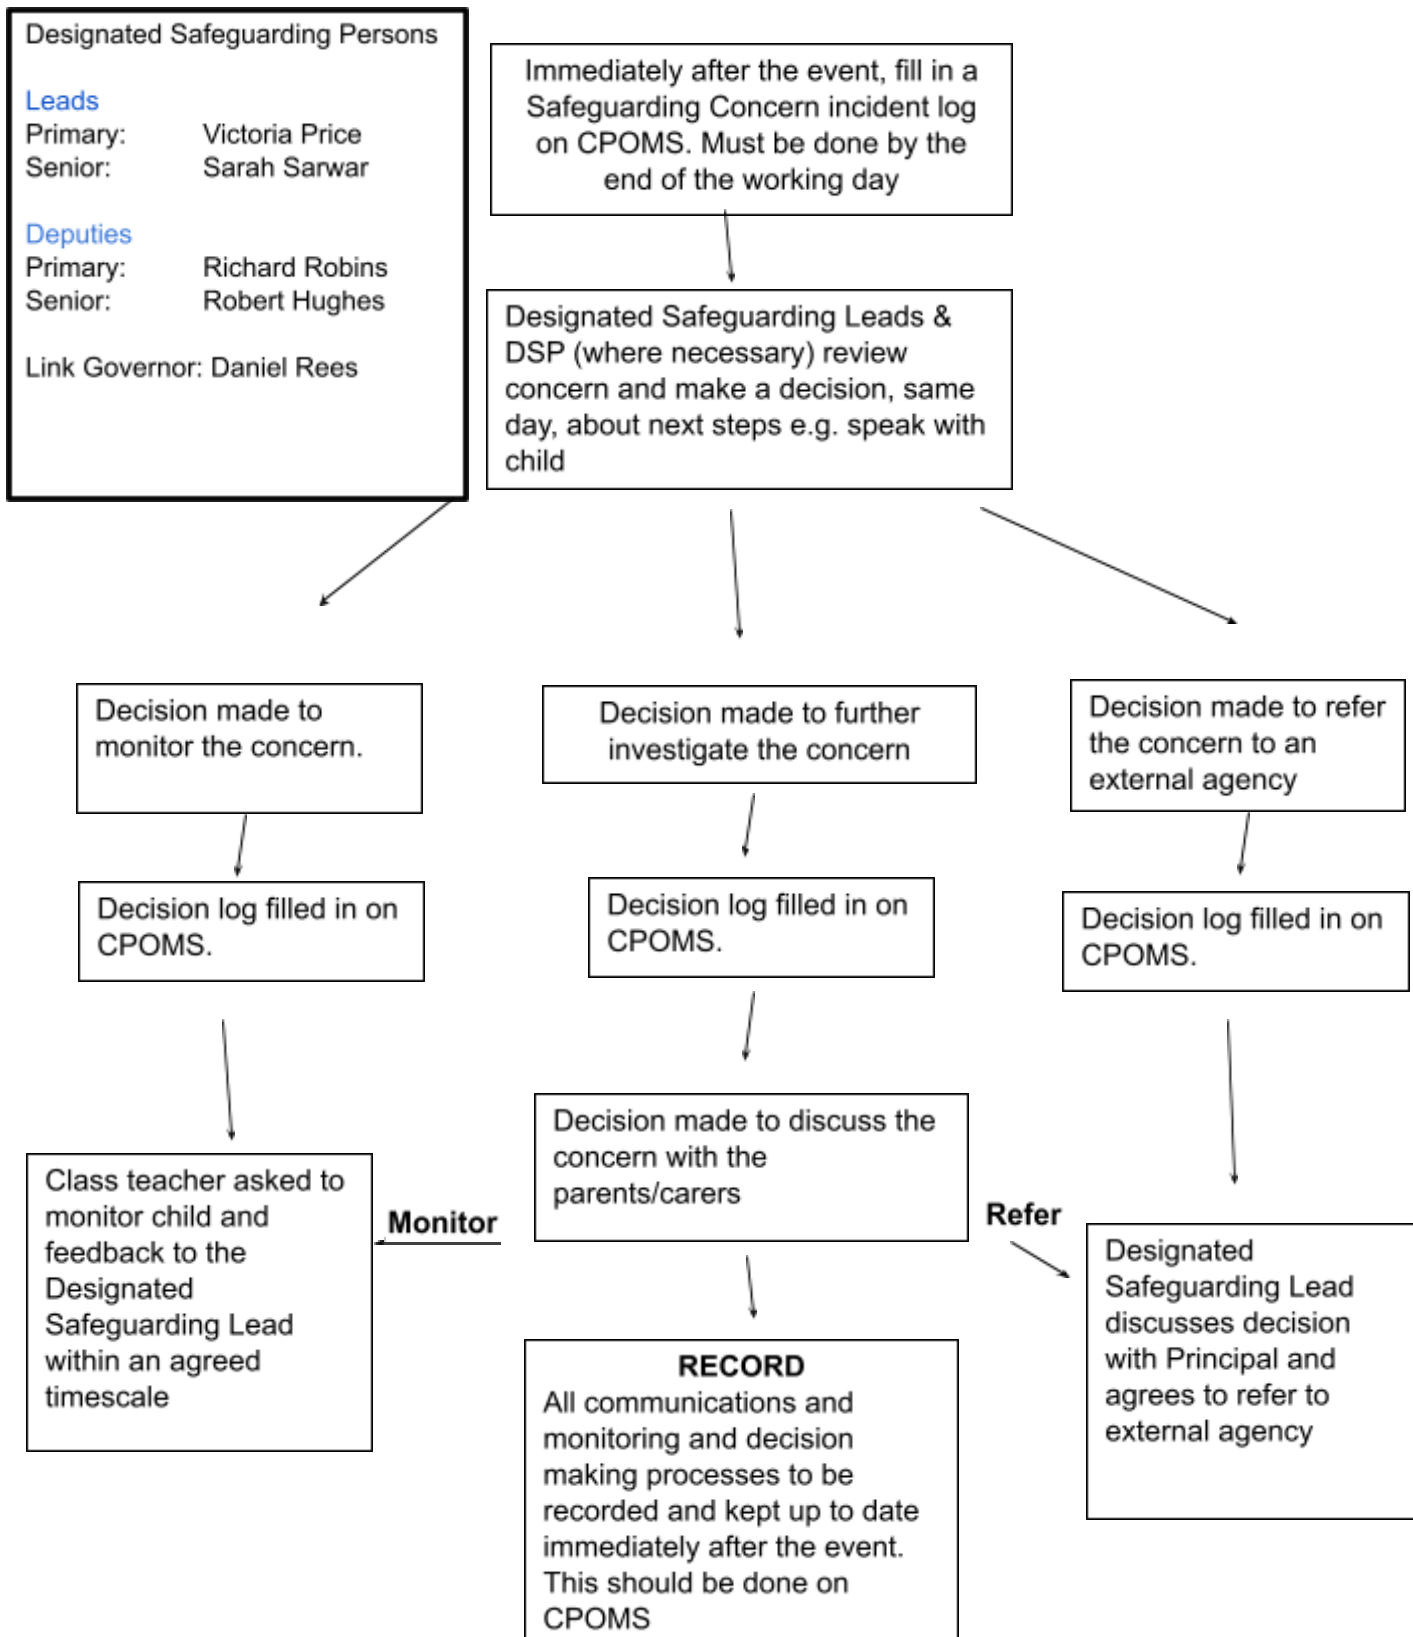 Designated Safeguarding Persons
Leads
Primary: Victoria Price
Senior: Sarah Sarwar
Deputies
Primary: Richard Robins
Senior: Robert Hughes
Link Governor: Daniel Rees
Immediately after the event, fill in a
Safeguarding Concern incident log
on CPOMS. Must be done by the
end of the working day
Designated Safeguarding Leads &
DSP (where necessary) review
concern and make a decision, same
day, about next steps e.g. speak with
child
Decision made to
monitor the concern.
Decision made to further
investigate the concern
Decision made to refer
the concern to an
external agency
Decision log filled in on
CPOMS.
Decision log filled in on
CPOMS.
Decision log filled in on
CPOMS.
Class teacher asked to
monitor child and
feedback to the
Designated
Safeguarding Lead
within an agreed
timescale
Monitor
Decision made to discuss the
concern with the
parents/carers
Refer
Designated
Safeguarding Lead
discusses decision
with Principal and
agrees to refer to
external agency
RECORD
All communications and
monitoring and decision
making processes to be
recorded and kept up to date
immediately after the event.
This should be done on
CPOMS